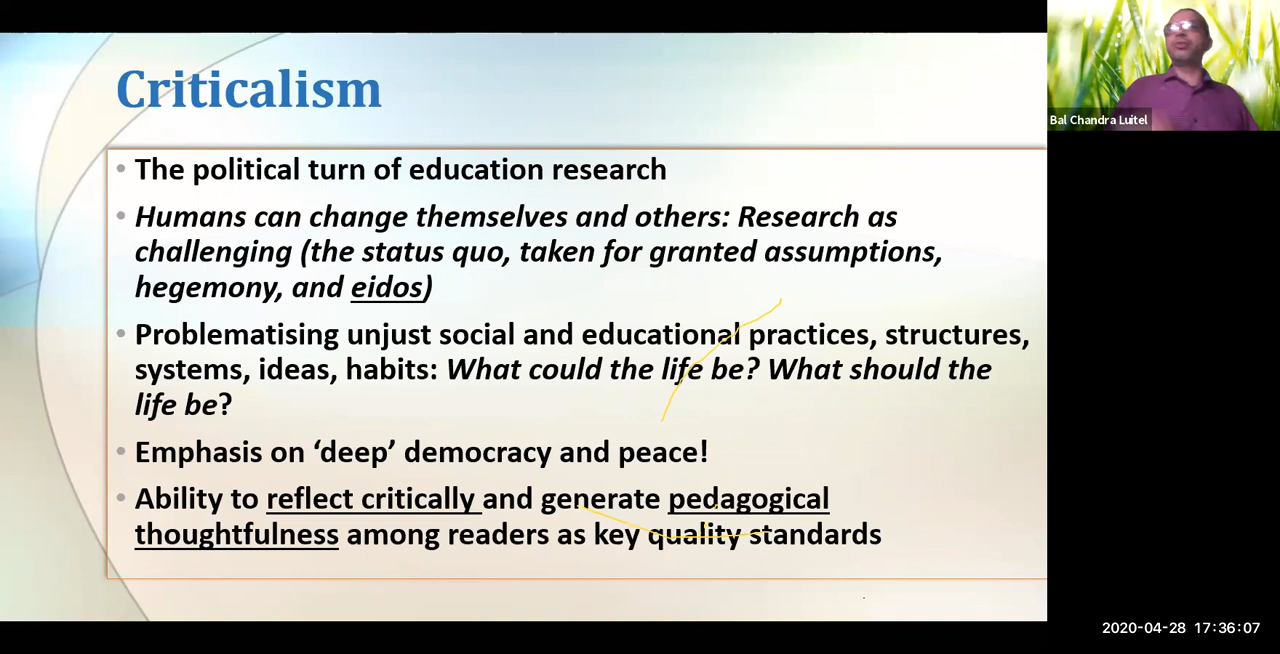 Criticalism
• The political turn of education research
• Humans can change themselves and others: Research as
challenging (the status quo, taken for granted assumptions,
hegemony, and eidos)
• Problematising unjust social and educational practices, structures,
systems, ideas, habits: What could the life be? What should the
life be?
• Emphasis on ‘deep’ democracy and peace!
• Ability to reflect critically and generate pedagogical
thoughtfulness among readers as key quality standards
Bal Chandra Luitel
2020-04-28 17:36:07